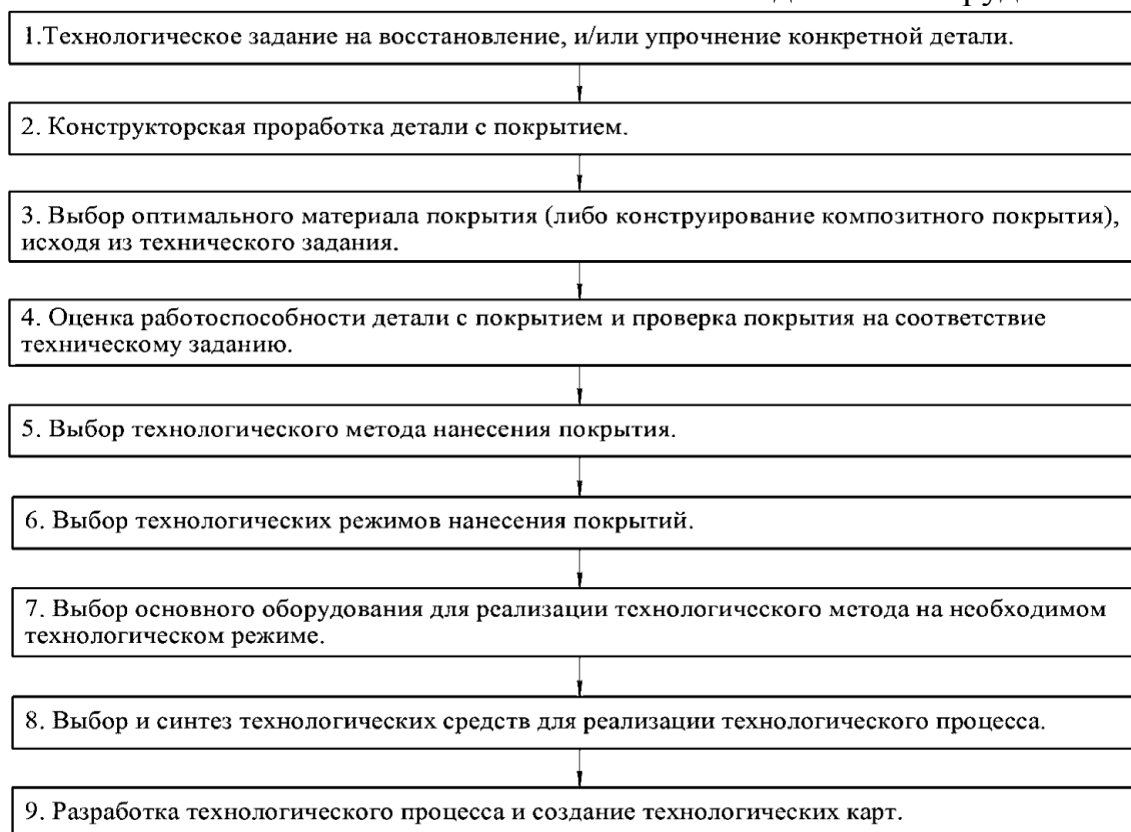 1.Технологическое задание на восстановление, и/или упрочнение конкретной детали.
2. Конструкторская проработка детали с покрытием.
3. Выбор оптимального материала покрытия (либо конструирование композитного покрытия),
исходя из технического задания.
4. Оценка работоспособности детали с покрытием и проверка покрытия на соответствие
техническому заданию.
5. Выбор технологического метода нанесения покрытия.
6. Выбор технологических режимов нанесения покрытий.
7. Выбор основного оборудования для реализации технологического метода на необходимом
технологическом режиме.
8. Выбор и синтез технологических средств для реализации технологического процесса.
9. Разработка технологического процесса и создание технологических карт.